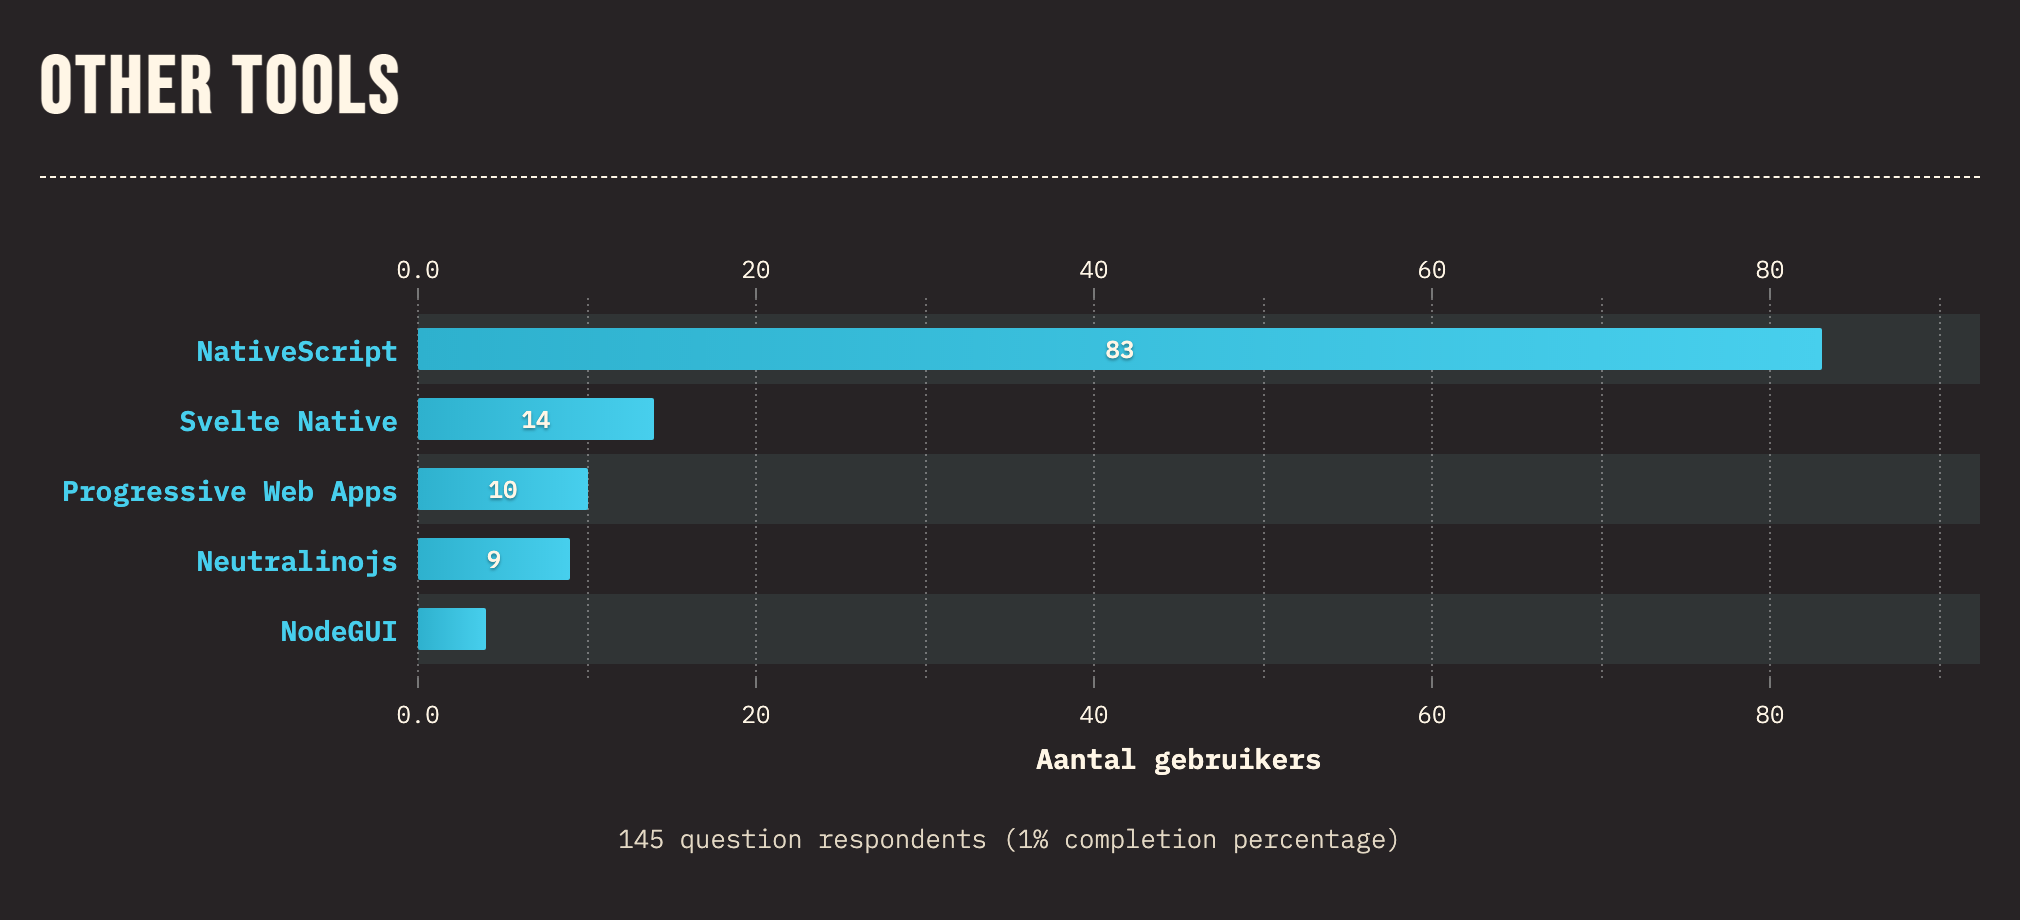 OTHER TOOLS
0.0 20 40 60 80
NativeScript 83
Svelte Native 14
Progressive Web Apps 10
Neutralinojs 9
NodeGUI
0.0 20 40 60 80
Aantal gebruikers
145 question respondents (1% completion percentage)